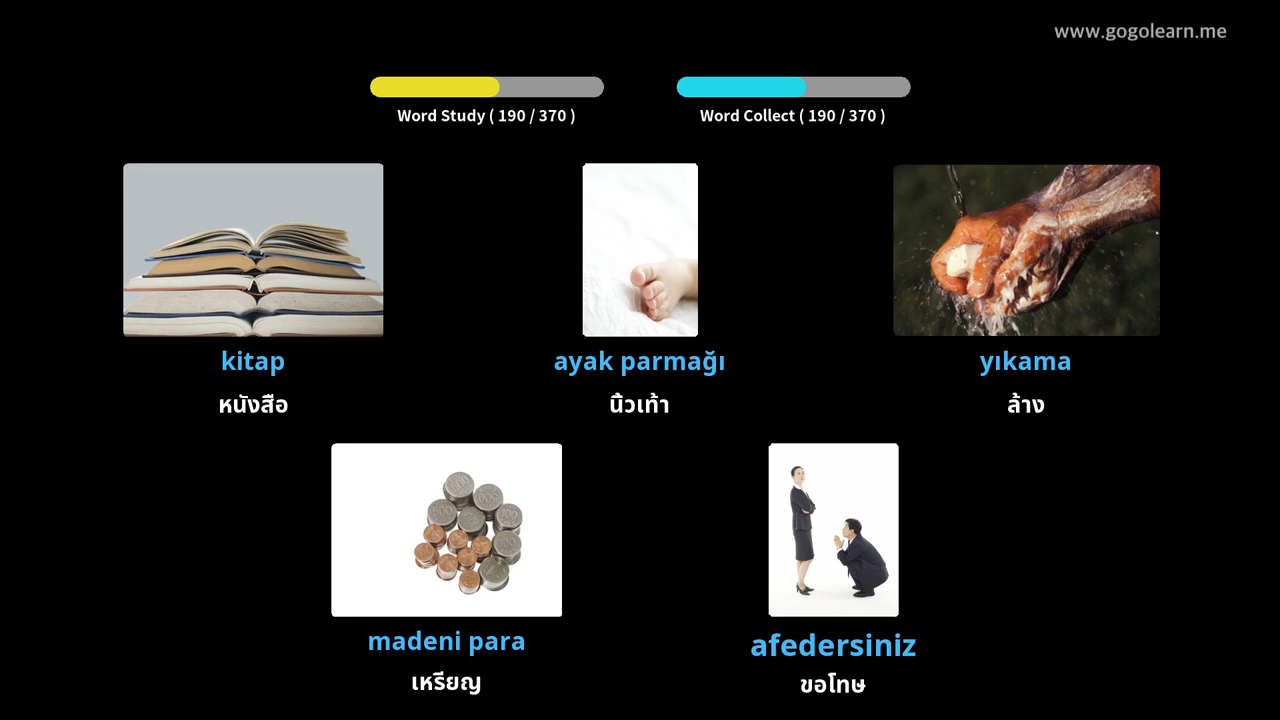 www.gogolearn.me
Word Study ( 190 / 370 )
Word Collect ( 190 / 370 )
kitap
ayak parmağı
yıkama
หนังสือ
นิ้วเท้า
ล้าง
madeni para
afedersiniz
เหรียญ
ขอโทษ